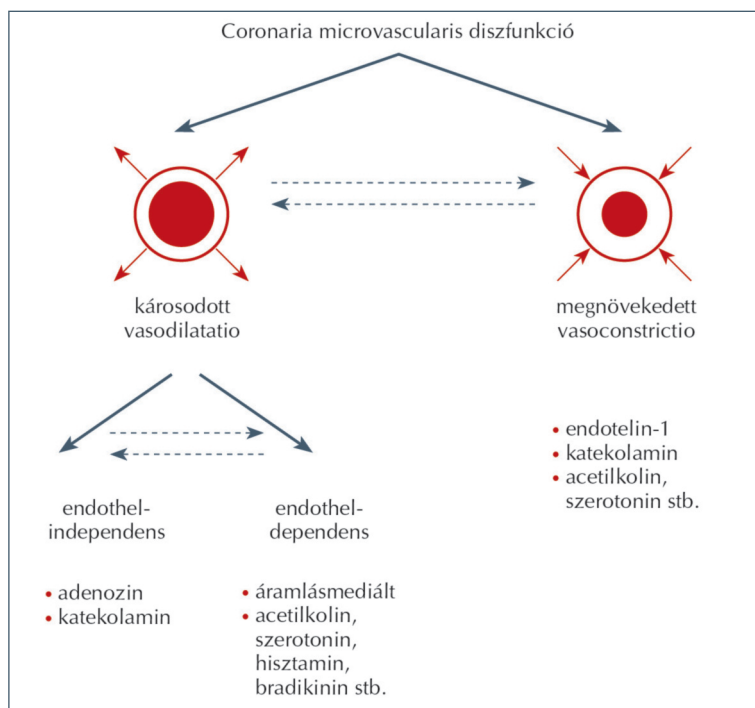 Coronaria microvascularis diszfunkció
károsodott
vasodilatatio
megnövekedett
vasoconstrictio
• endotelin-1
• katekolamin
• acetilkolin,
szerotonin stb.
endothel-
independens
• adenozin
• katekolamin
endothel-
dependens
• áramlásmediált
• acetilkolin,
szerotonin,
hisztamin,
bradikinin stb.